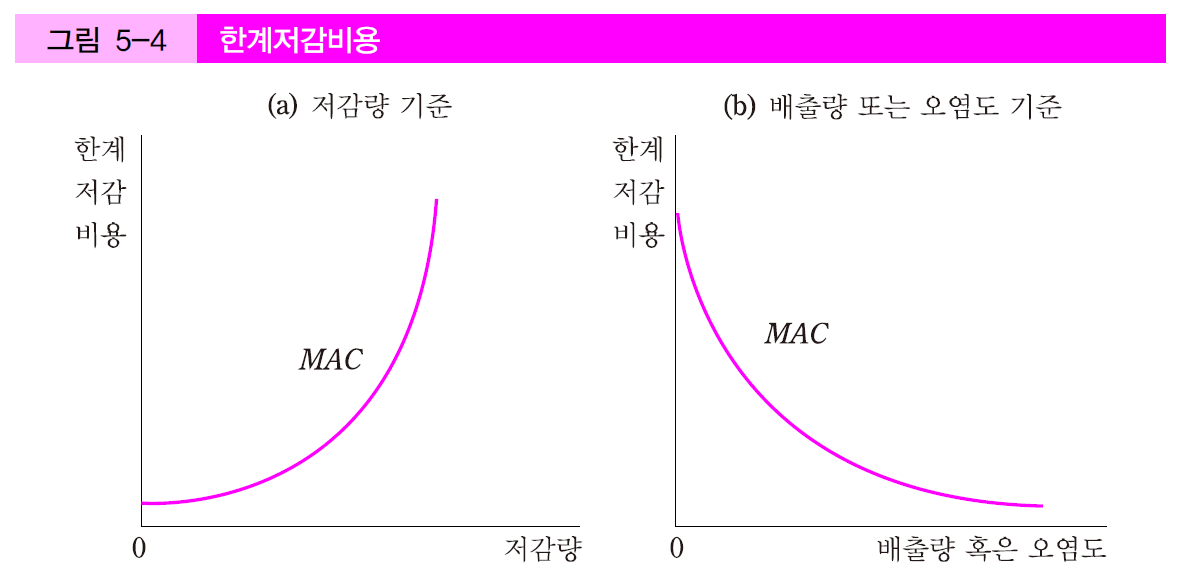 그림 5-4 한계저감비용
(a) 저감량 기준
한계
저감
비용
MAC
0
저감량
(b) 배출량 또는 오염도 기준
한계
저감
비용
MAC
0
배출량 혹은 오염도